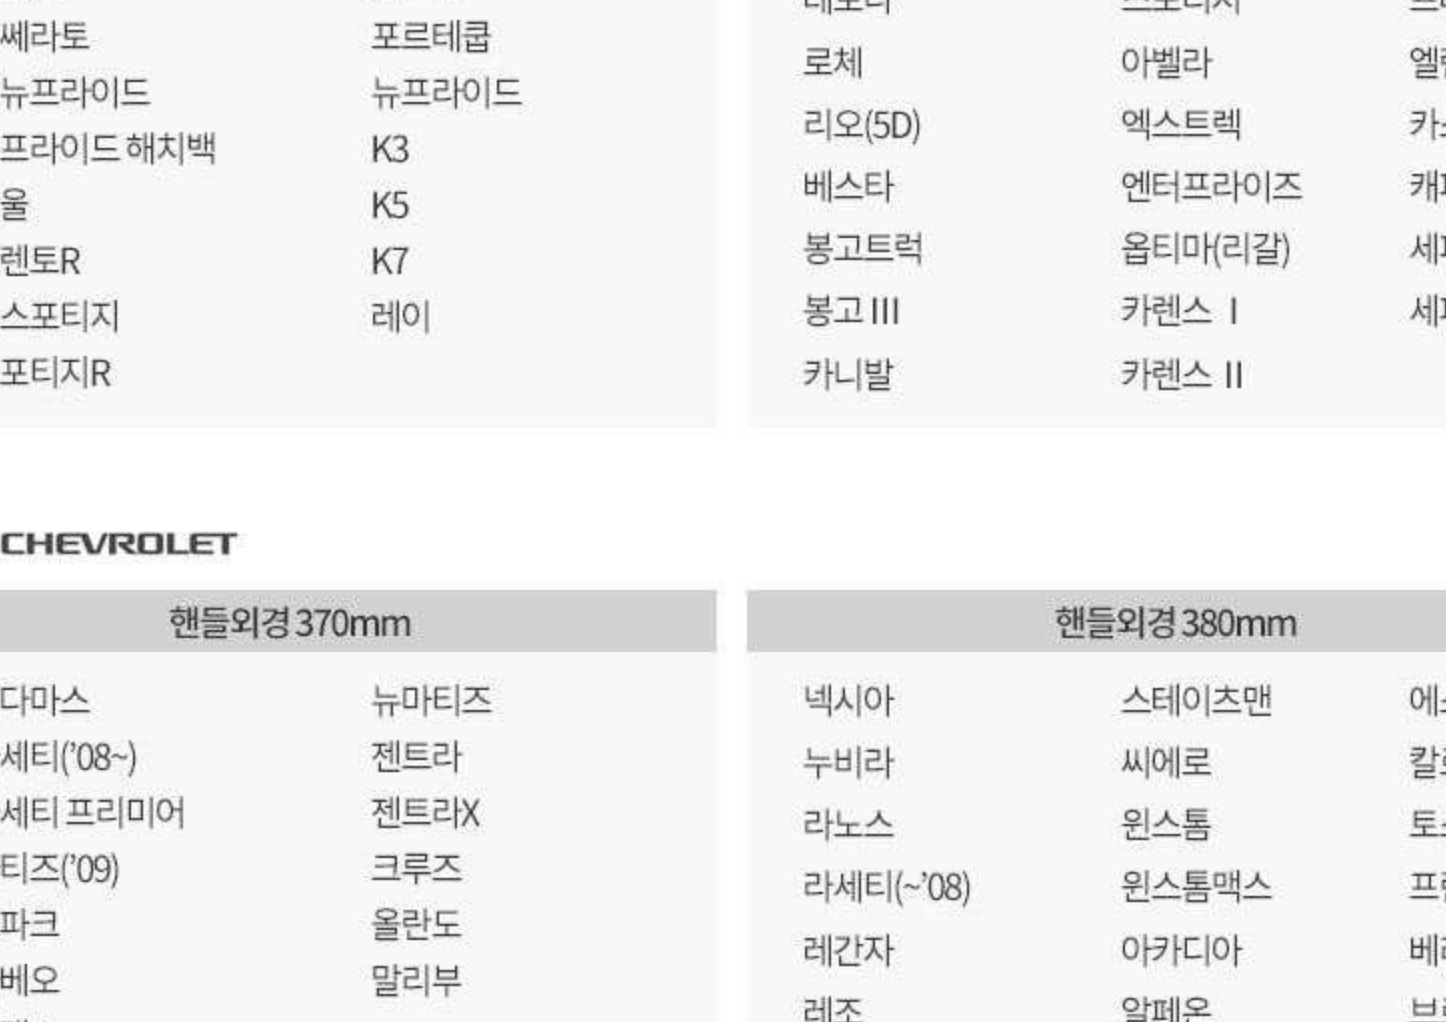 쎄라토 포르테쿱
뉴프라이드 뉴프라이드
프라이드 해치백 K3
울 K5
렌토R K7
스포티지 레이
포티지R
로체 아벨라
리오(5D) 엑스트렉
베스타 엔터프라이즈
봉고트럭 옵티마(리갈)
봉고 III 카렌스 I
카니발 카렌스 II
CHEVROLET
핸들외경 370mm
다마스 뉴마티즈
세티('08~) 젠트라
세티 프리미어 젠트라X
티즈('09) 크루즈
파크 올란도
베오 말리부
핸들외경 380mm
넥시아 스테이츠맨
누비라 씨에로
라노스 윈스톰
라세티(~'08) 윈스톰맥스
레간자 아카디아
레조 알페온